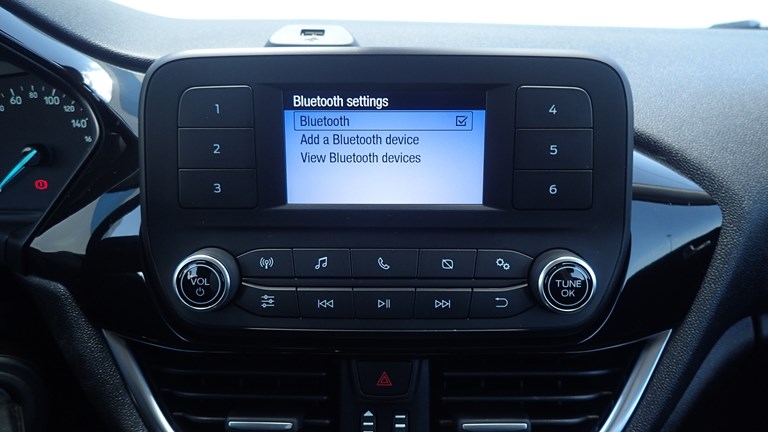 Bluetooth settings
Bluetooth
Add a Bluetooth device
View Bluetooth devices
1
2
3
4
5
6
VOL
TUNE
OK
60
80
100
120
140